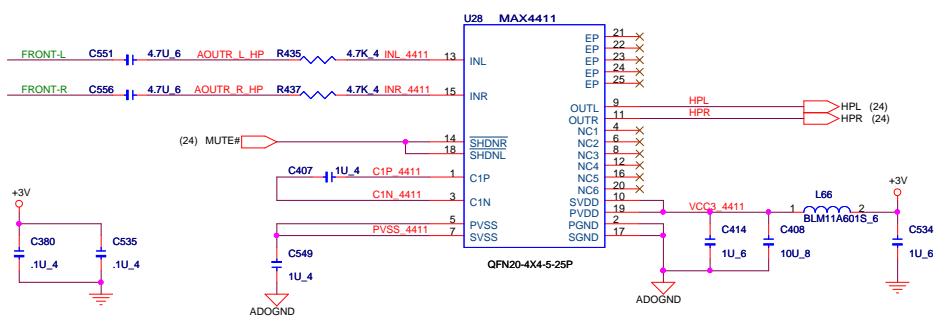 U28 MAX4411
FRONT-L C551 4.7U_6 AOUTR_L_HP R435 4.7K_4 INL_4411 13 INL
FRONT-R C556 4.7U_6 AOUTR_R_HP R437 4.7K_4 INR_4411 15 INR
EP 21
EP 22
EP 23
EP 24
EP 25
OUTL 9 HPL HPL (24)
OUTR 11 HPR HPR (24)
(24) MUTE# 14 SHDNR
18 SHDNL
NC1 4
NC2 6
NC3 8
NC4 12
NC5 16
NC6 20
C407 1U_4 C1P_4411 1 C1P
C1N_4411 3 C1N
SVDD 10
PVDD 19 VCC3_4411 1 L66 2 +3V
BLM11A601S_6
PVSS_4411 5 PVSS
7 SVSS
PGND 2
SGND 17
+3V
C380
.1U_4
C535
.1U_4
C549
1U_4
ADOGND
QFN20-4X4-5-25P
C414
1U_6
C408
10U_8
C534
1U_6
ADOGND